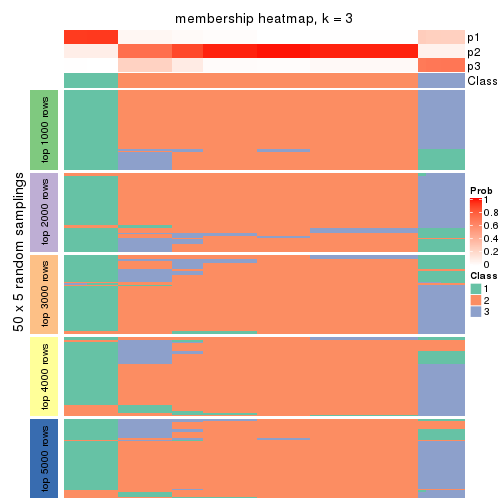 membership heatmap, k = 3
p1
p2
p3
Class
50 x 5 random samplings
top 1000 rows
top 2000 rows
top 3000 rows
top 4000 rows
top 5000 rows
Prob
1
0.8
0.6
0.4
0.2
0
Class
1
2
3